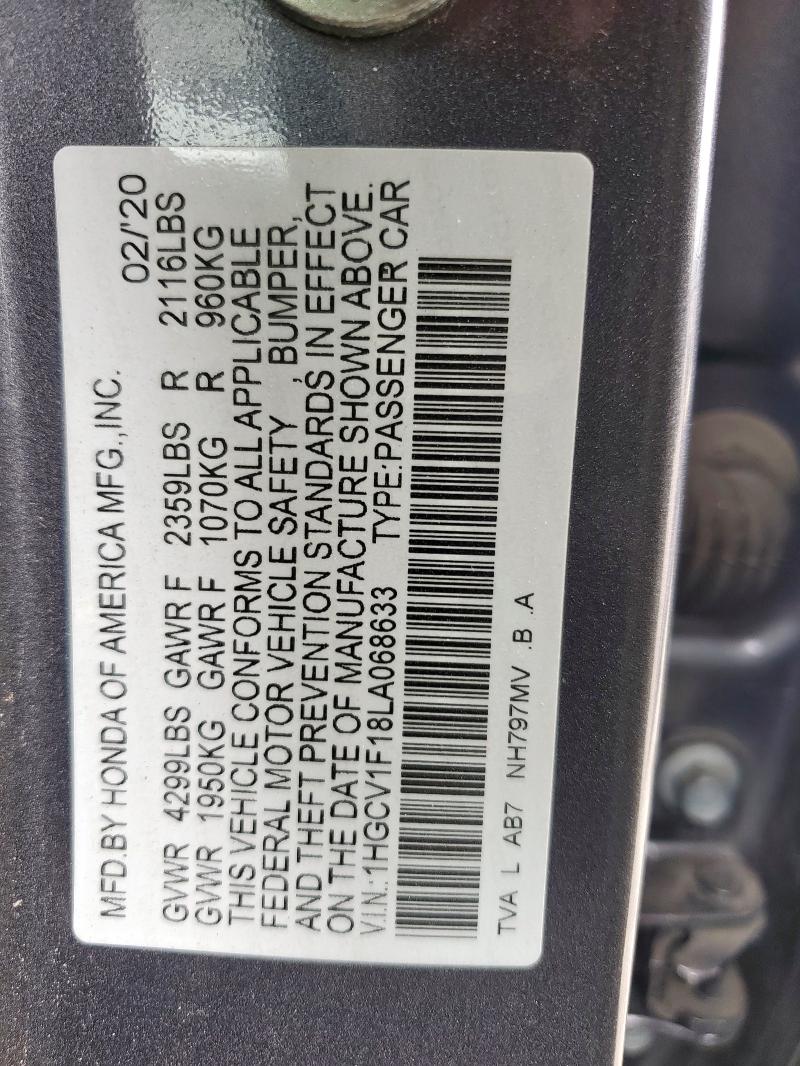 MFD.BY HONDA OF AMERICA MFG.,INC. 02/'20
GVWR 4299LBS GAWR F 2359LBS R 2116LBS
GVWR 1950KG GAWR F 1070KG R 960KG
THIS VEHICLE CONFORMS TO ALL APPLICABLE
FEDERAL MOTOR VEHICLE SAFETY , BUMPER,
AND THEFT PREVENTION STANDARDS IN EFFECT
ON THE DATE OF MANUFACTURE SHOWN ABOVE.
V.I.N.:1HGCV1F18LA068633 TYPE:PASSENGER CAR
TVA L AB7 NH797MV .B .A